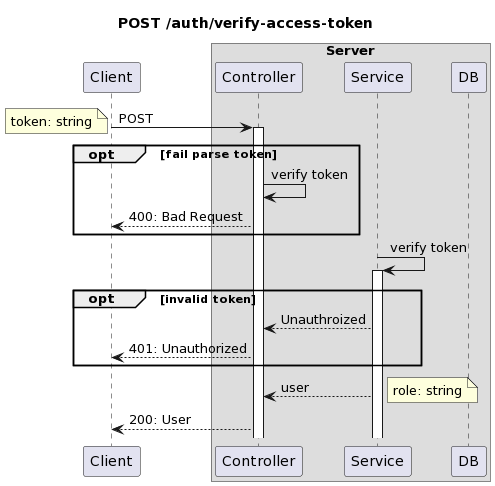 POST /auth/verify-access-token
Server
Client
Controller
Service
DB
token: string
POST
opt
[fail parse token]
verify token
400: Bad Request
verify token
opt
[invalid token]
Unauthroized
401: Unauthorized
user
role: string
200: User
Client
Controller
Service
DB